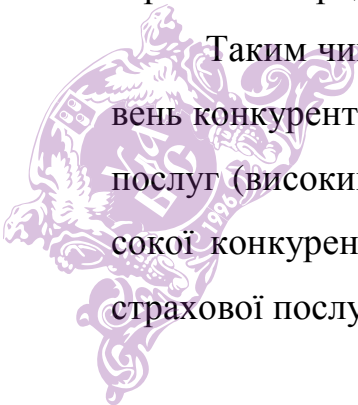 Таким чи
вень конкурент
послуг (високи
сокої конкурен
страхової послу